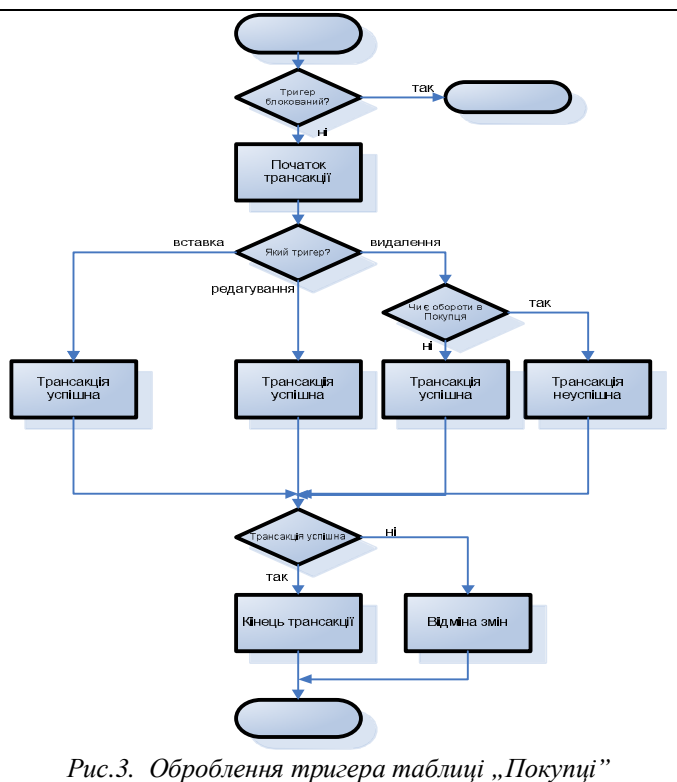 Тригер
блокований?
так
ні
Початок
трансакції
вставка
Який тригер?
видалення
редагування
Чи є обороти в
Покупця
так
ні
Трансакція
успішна
Трансакція
успішна
Трансакція
успішна
Трансакція
неуспішна
Трансакція успішна
ні
так
Кінець трансакції
Відміна змін
Рис.3. Оброблення тригера таблиці „Покупці”